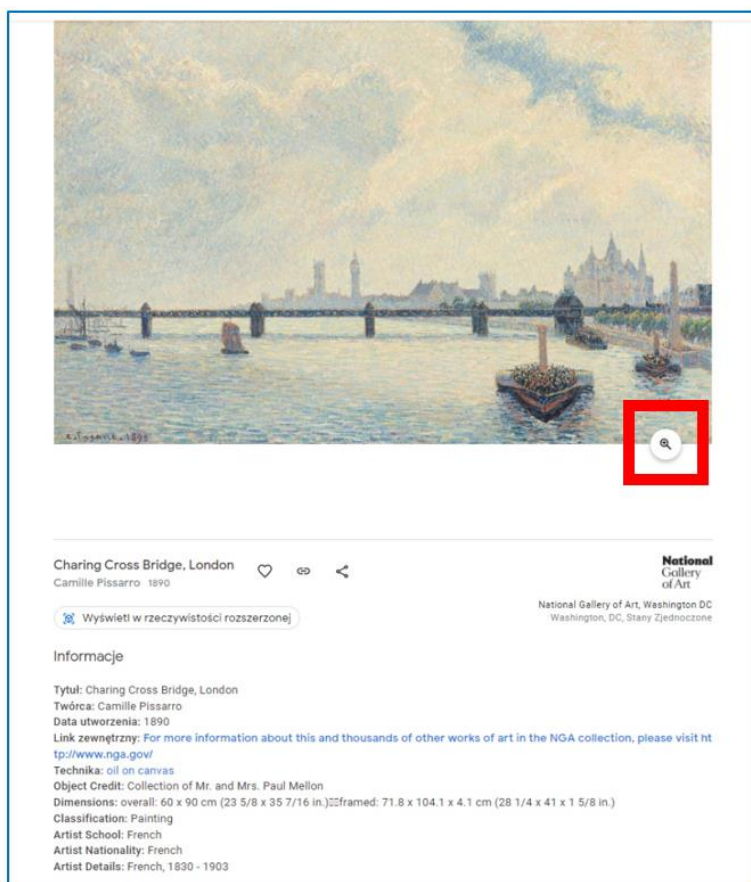 C. Pissarro. 1890
Charing Cross Bridge, London
Camille Pissarro 1890
National
Gallery
of Art
Wyświetl w rzeczywistości rozszerzonej
National Gallery of Art, Washington DC
Washington, DC, Stany Zjednoczone
Informacje
Tytuł: Charing Cross Bridge, London
Twórca: Camille Pissarro
Data utworzenia: 1890
Link zewnętrzny: For more information about this and thousands of other works of art in the NGA collection, please visit ht
tp://www.nga.gov/
Technika: oil on canvas
Object Credit: Collection of Mr. and Mrs. Paul Mellon
Dimensions: overall: 60 x 90 cm (23 5/8 x 35 7/16 in.)framed: 71.8 x 104.1 x 4.1 cm (28 1/4 x 41 x 1 5/8 in.)
Classification: Painting
Artist School: French
Artist Nationality: French
Artist Details: French, 1830 - 1903